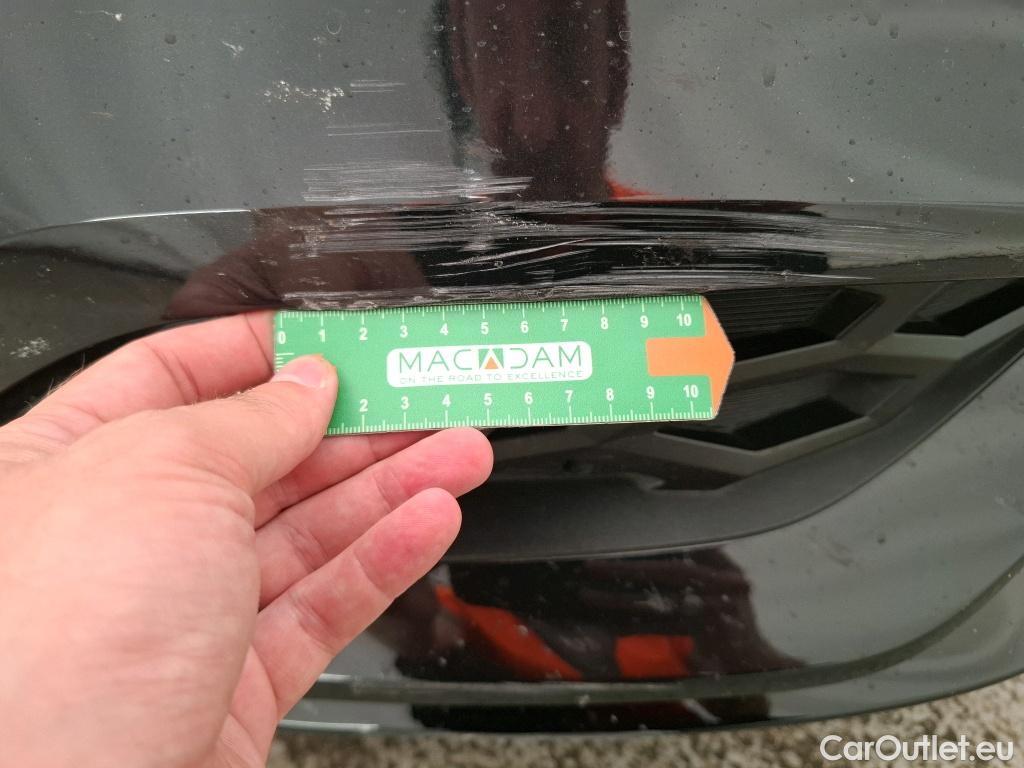 0 1 2 3 4 5 6 7 8 9 10
MACADAM
ON THE ROAD TO EXCELLENCE
2 3 4 5 6 7 8 9 10
CarOutlet.eu